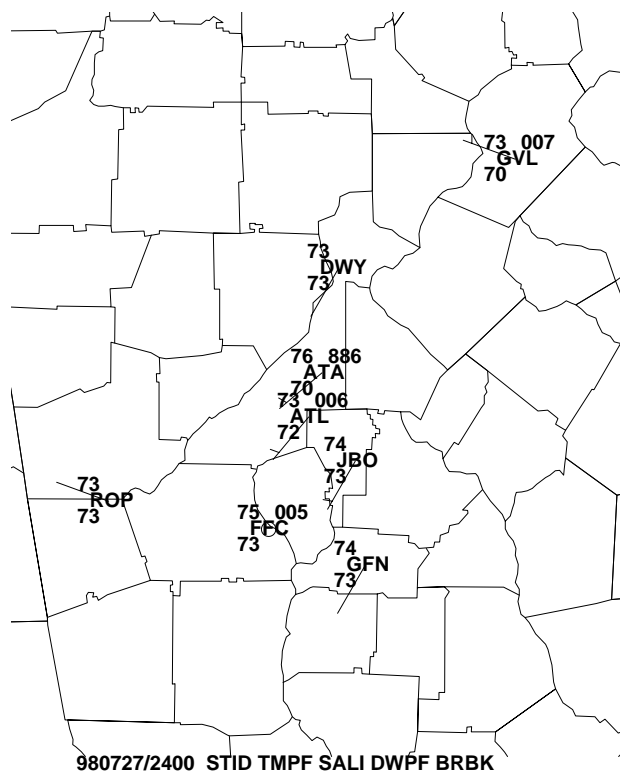 73 007
GVL
70
73
DWY
73
76 886
ATA
70
73 006
ATL
72
74
JBO
73
73
ROP
73
75 005
FFC
73
74
GFN
73
980727/2400 STID TMPF SALI DWPF BRBK